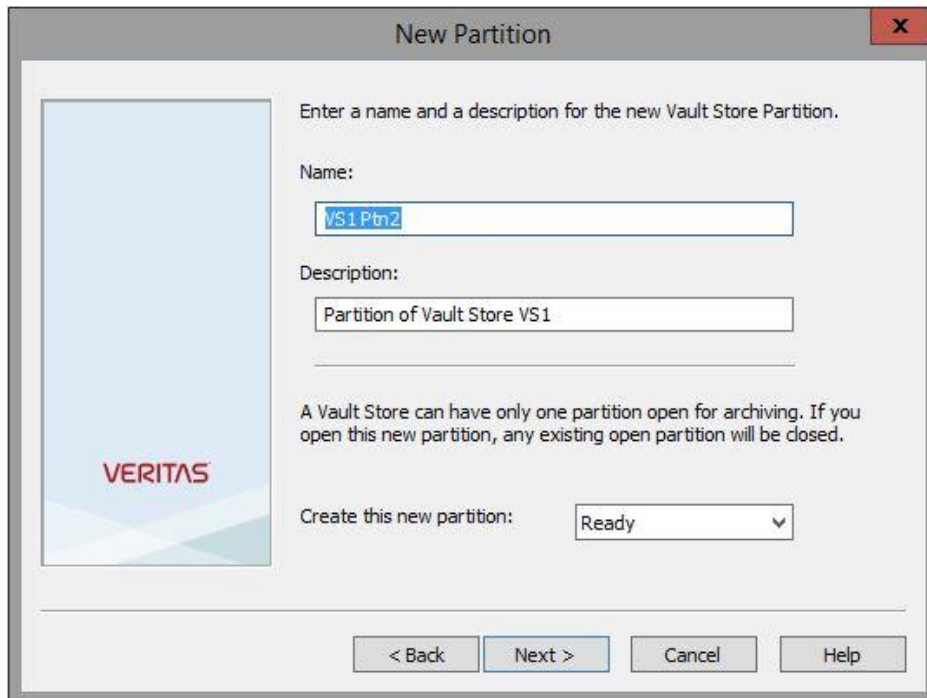 New Partition
x
Enter a name and a description for the new Vault Store Partition.
Name:
VS1 Ptn2
Description:
Partition of Vault Store VS1
A Vault Store can have only one partition open for archiving. If you
open this new partition, any existing open partition will be closed.
VERITAS
Create this new partition:
Ready
< Back
Next >
Cancel
Help